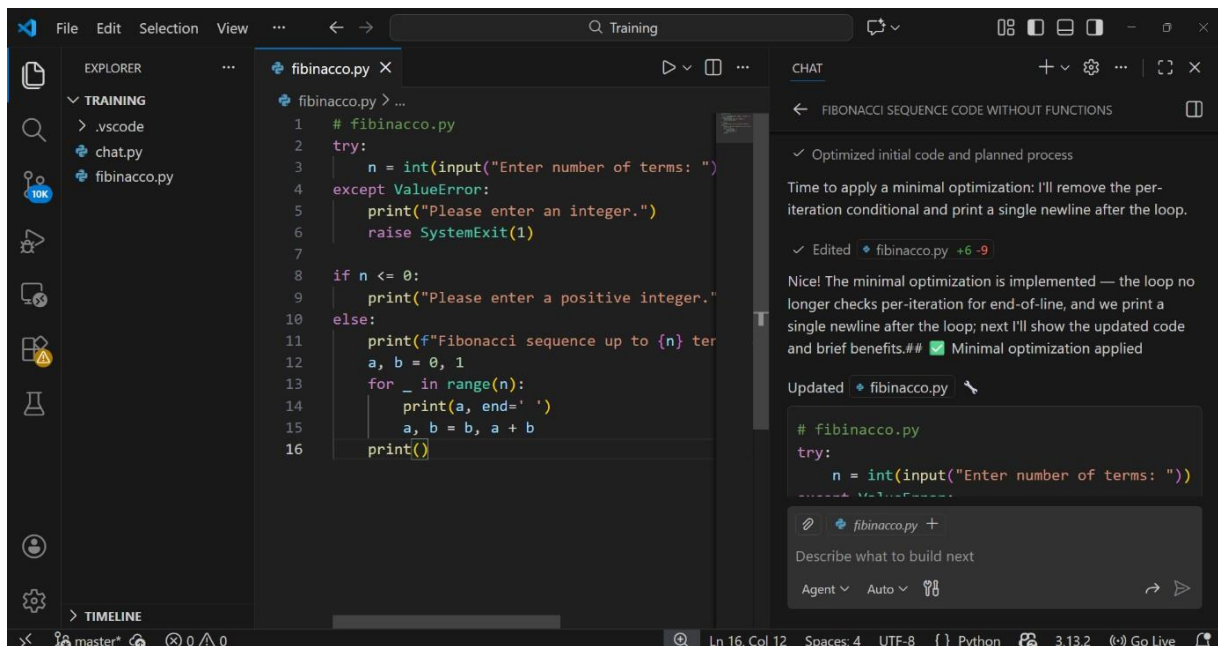 File Edit Selection View ··· Training
EXPLORER ···
TRAINING
.vscode
chat.py
fibinacco.py
10K
TIMELINE
fibinacco.py
fibinacco.py > ...
1 # fibinacco.py
2 try:
3 n = int(input("Enter number of terms: ")
4 except ValueError:
5 print("Please enter an integer.")
6 raise SystemExit(1)
7
8 if n <= 0:
9 print("Please enter a positive integer."
10 else:
11 print(f"Fibonacci sequence up to {n} ter
12 a, b = 0, 1
13 for _ in range(n):
14 print(a, end=' ')
15 a, b = b, a + b
16 print()
CHAT
FIBONACCI SEQUENCE CODE WITHOUT FUNCTIONS
Optimized initial code and planned process
Time to apply a minimal optimization: I'll remove the per-
iteration conditional and print a single newline after the loop.
Edited fibinacco.py +6 -9
Nice! The minimal optimization is implemented — the loop no
longer checks per-iteration for end-of-line, and we print a
single newline after the loop; next I'll show the updated code
and brief benefits.## ✅ Minimal optimization applied
Updated fibinacco.py
# fibinacco.py
try:
n = int(input("Enter number of terms: "))
fibinacco.py +
Describe what to build next
Agent Auto
master* 0 0 Ln 16, Col 12 Spaces: 4 UTF-8 {} Python 3.13.2 Go Live